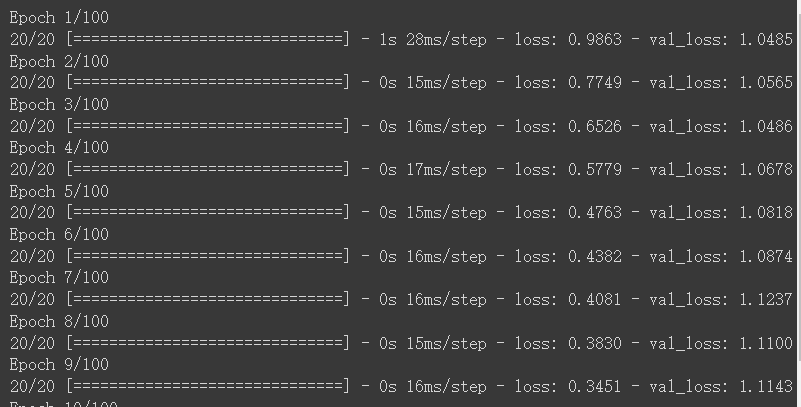 Epoch 1/100
20/20 [==============================] - 1s 28ms/step - loss: 0.9863 - val_loss: 1.0485
Epoch 2/100
20/20 [==============================] - 0s 15ms/step - loss: 0.7749 - val_loss: 1.0565
Epoch 3/100
20/20 [==============================] - 0s 16ms/step - loss: 0.6526 - val_loss: 1.0486
Epoch 4/100
20/20 [==============================] - 0s 17ms/step - loss: 0.5779 - val_loss: 1.0678
Epoch 5/100
20/20 [==============================] - 0s 15ms/step - loss: 0.4763 - val_loss: 1.0818
Epoch 6/100
20/20 [==============================] - 0s 16ms/step - loss: 0.4382 - val_loss: 1.0874
Epoch 7/100
20/20 [==============================] - 0s 16ms/step - loss: 0.4081 - val_loss: 1.1237
Epoch 8/100
20/20 [==============================] - 0s 15ms/step - loss: 0.3830 - val_loss: 1.1100
Epoch 9/100
20/20 [==============================] - 0s 16ms/step - loss: 0.3451 - val_loss: 1.1143
Epoch 10/100